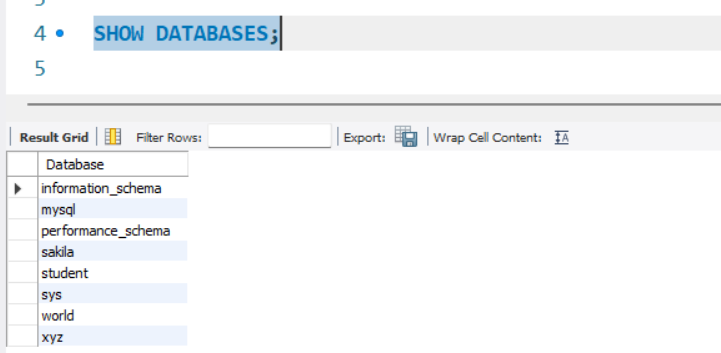 4 SHOW DATABASES;
5
Result Grid Filter Rows: Export: Wrap Cell Content:
Database
information_schema
mysql
performance_schema
sakila
student
sys
world
xyz